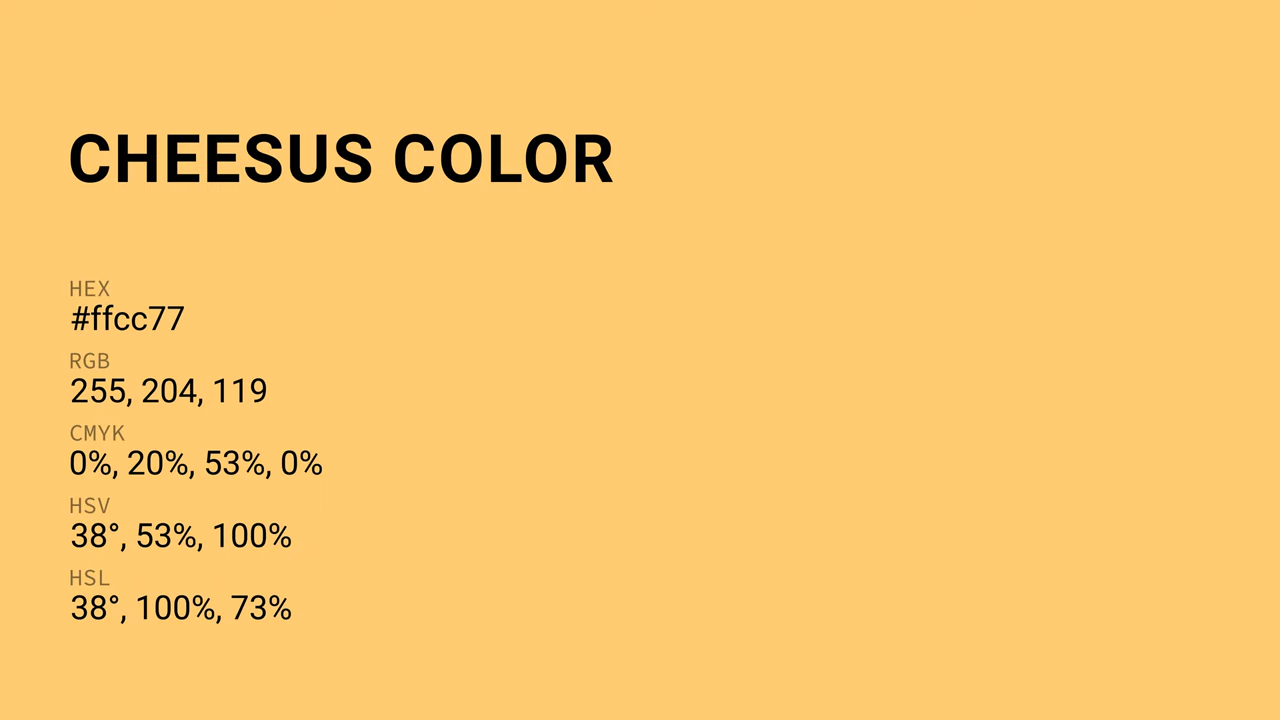 CHEESUS COLOR
HEX
#ffcc77
RGB
255, 204, 119
CMYK
0%, 20%, 53%, 0%
HSV
38°, 53%, 100%
HSL
38°, 100%, 73%